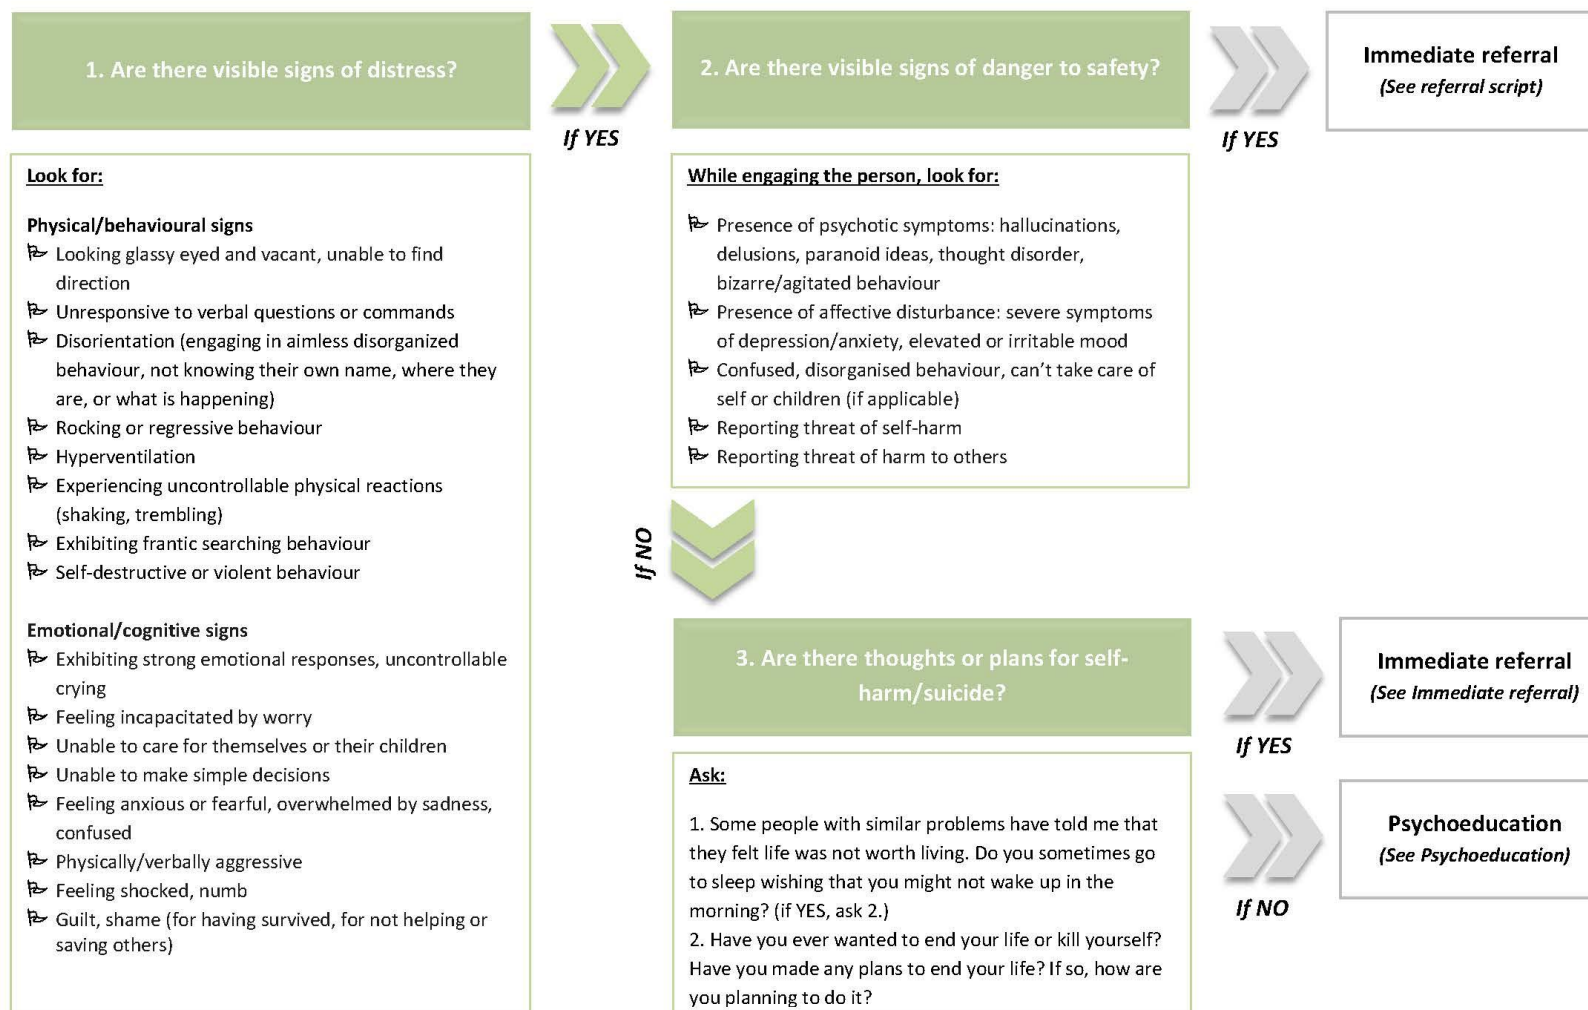 1. Are there visible signs of distress?
If YES
2. Are there visible signs of danger to safety?
If YES
Immediate referral
(See referral script)
Look for:
Physical/behavioural signs
Looking glassy eyed and vacant, unable to find
direction
Unresponsive to verbal questions or commands
Disorientation (engaging in aimless disorganized
behaviour, not knowing their own name, where they
are, or what is happening)
Rocking or regressive behaviour
Hyperventilation
Experiencing uncontrollable physical reactions
(shaking, trembling)
Exhibiting frantic searching behaviour
Self-destructive or violent behaviour
Emotional/cognitive signs
Exhibiting strong emotional responses, uncontrollable
crying
Feeling incapacitated by worry
Unable to care for themselves or their children
Unable to make simple decisions
Feeling anxious or fearful, overwhelmed by sadness,
confused
Physically/verbally aggressive
Feeling shocked, numb
Guilt, shame (for having survived, for not helping or
saving others)
While engaging the person, look for:
Presence of psychotic symptoms: hallucinations,
delusions, paranoid ideas, thought disorder,
bizarre/agitated behaviour
Presence of affective disturbance: severe symptoms
of depression/anxiety, elevated or irritable mood
Confused, disorganised behaviour, can't take care of
self or children (if applicable)
Reporting threat of self-harm
Reporting threat of harm to others
If NO
3. Are there thoughts or plans for self-
harm/suicide?
If YES
Immediate referral
(See Immediate referral)
Ask:
1. Some people with similar problems have told me that
they felt life was not worth living. Do you sometimes go
to sleep wishing that you might not wake up in the
morning? (if YES, ask 2.)
2. Have you ever wanted to end your life or kill yourself?
Have you made any plans to end your life? If so, how are
you planning to do it?
If NO
Psychoeducation
(See Psychoeducation)